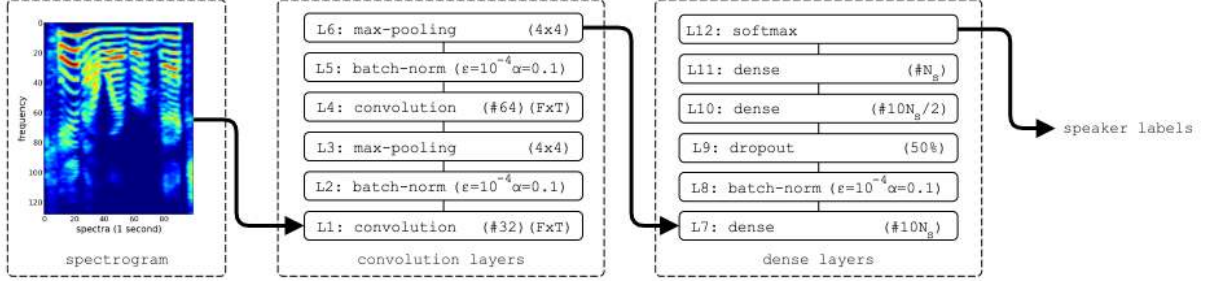 0
20
40
60
80
100
120
frequency
0 20 40 60 80
spectra (1 second)
spectrogram
L6: max-pooling (4x4)
L5: batch-norm (ε=10⁻⁴α=0.1)
L4: convolution (#64)(FxT)
L3: max-pooling (4x4)
L2: batch-norm (ε=10⁻⁴α=0.1)
L1: convolution (#32)(FxT)
convolution layers
L12: softmax
L11: dense (#Nₛ)
L10: dense (#10Nₛ/2)
L9: dropout (50%)
L8: batch-norm (ε=10⁻⁴α=0.1)
L7: dense (#10Nₛ)
dense layers
speaker labels